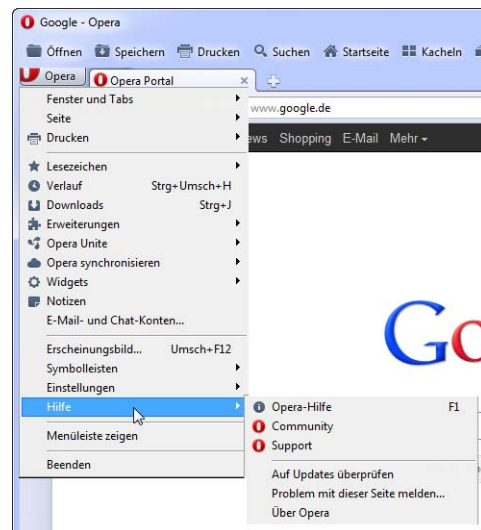 Google - Opera
Öffnen Speichern Drucken Suchen Startseite Kacheln
Opera Opera Portal
Fenster und Tabs
www.google.de
Seite
Drucken
ews Shopping E-Mail Mehr
Lesezeichen
Verlauf Strg+Umsch+H
Downloads Strg+J
Erweiterungen
Opera Unite
Opera synchronisieren
Widgets
Notizen
E-Mail- und Chat-Konten...
Goo
Erscheinungsbild... Umsch+F12
Symbolleisten
Einstellungen
Hilfe
Menüleiste zeigen
Beenden
Opera-Hilfe F1
Community
Support
Auf Updates überprüfen
Problem mit dieser Seite melden...
Über Opera